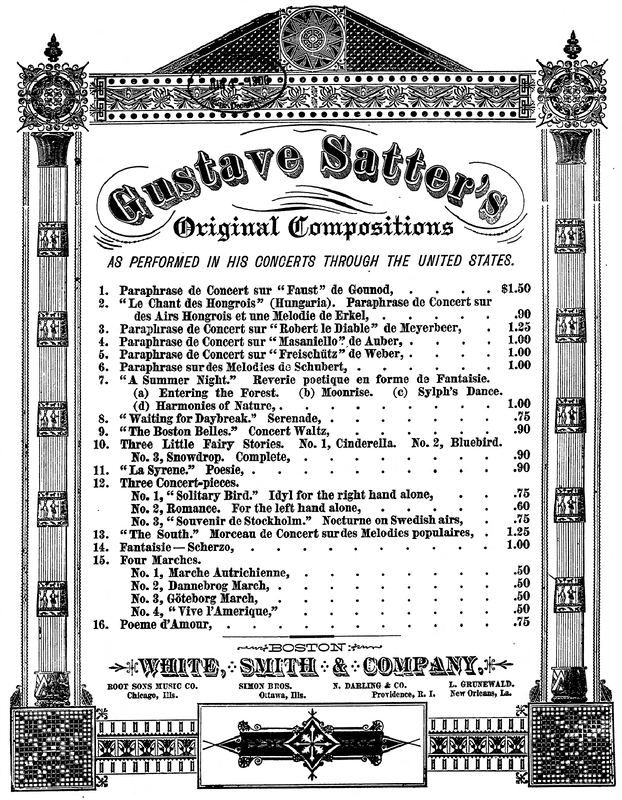 Gustave Satter's
Original Compositions
AS PERFORMED IN HIS CONCERTS THROUGH THE UNITED STATES.
1. Paraphrase de Concert sur "Faust" de Gounod, . . . . $1.50
2. "Le Chant des Hongrois" (Hungaria). Paraphrase de Concert sur
des Airs Hongrois et une Melodie de Erkel, . . . . . .90
3. Paraphrase de Concert sur "Robert le Diable" de Meyerbeer, . 1.25
4. Paraphrase de Concert sur "Masaniello" de Auber, . . . . 1.00
5. Paraphrase de Concert sur "Freischütz" de Weber, . . . . 1.00
6. Paraphrase sur des Melodies de Schubert, . . . . . 1.00
7. "A Summer Night." Reverie poetique en forme de Fantaisie.
(a) Entering the Forest. (b) Moonrise. (c) Sylph's Dance.
(d) Harmonies of Nature, . . . . . . . . 1.00
8. "Waiting for Daybreak." Serenade, . . . . . . .75
9. "The Boston Belles." Concert Waltz, . . . . . . .90
10. Three Little Fairy Stories. No. 1, Cinderella. No. 2, Bluebird.
No. 3, Snowdrop. Complete, . . . . . . . .90
11. "La Syrene." Poesie, . . . . . . . . .90
12. Three Concert-pieces.
No. 1, "Solitary Bird." Idyl for the right hand alone, . . .75
No. 2, Romance. For the left hand alone, . . . . . .60
No. 3, "Souvenir de Stockholm." Nocturne on Swedish airs, . .75
13. "The South." Morceau de Concert sur des Melodies populaires, . 1.25
14. Fantaisie — Scherzo, . . . . . . . . 1.00
15. Four Marches.
No. 1, Marche Autrichienne, . . . . . . . .50
No. 2, Dannebrog March, . . . . . . . .50
No. 3, Göteborg March, . . . . . . . .50
No. 4, "Vive l'Amerique," . . . . . . . .50
16. Poeme d'Amour, . . . . . . . . . .75
BOSTON:
WHITE, SMITH & COMPANY,
ROOT SONS MUSIC CO. SIMON BROS. N. DARLING & CO. L. GRUNEWALD.
Chicago, Ills. Ottawa, Ills. Providence, R. I. New Orleans, La.